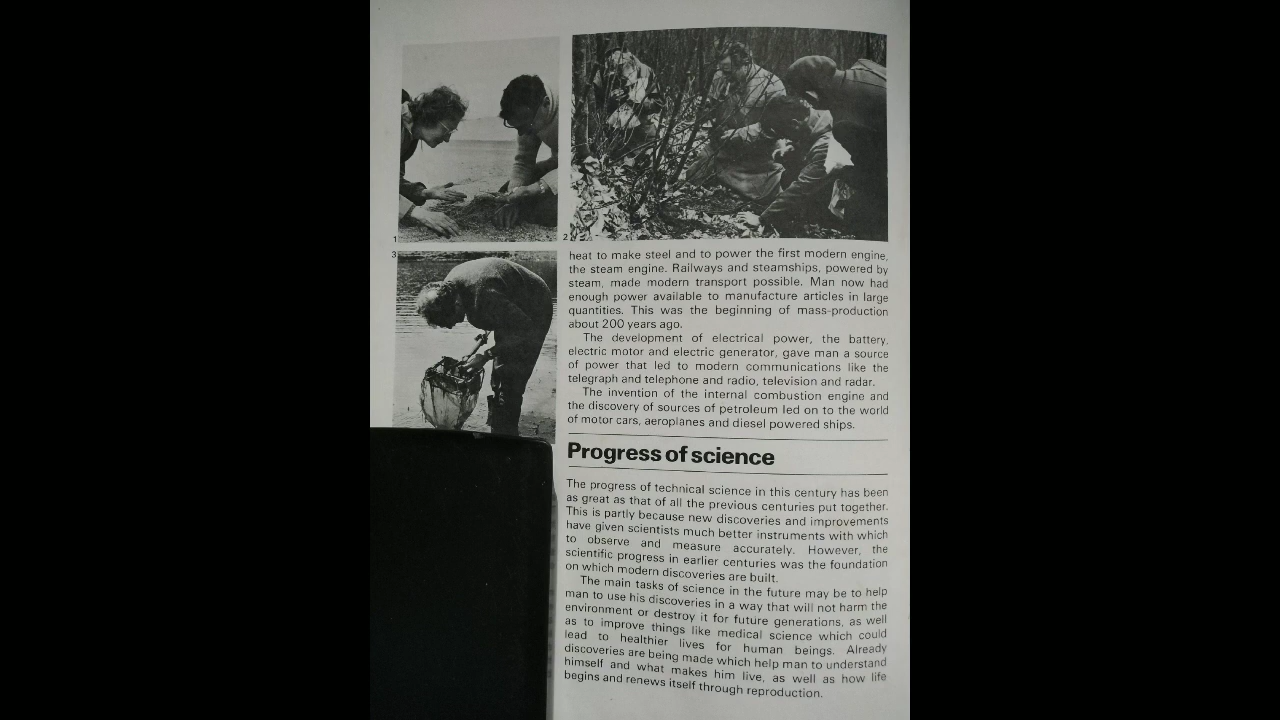 1
2
3
heat to make steel and to power the first modern engine,
the steam engine. Railways and steamships, powered by
steam, made modern transport possible. Man now had
enough power available to manufacture articles in large
quantities. This was the beginning of mass-production
about 200 years ago.
The development of electrical power, the battery,
electric motor and electric generator, gave man a source
of power that led to modern communications like the
telegraph and telephone and radio, television and radar.
The invention of the internal combustion engine and
the discovery of sources of petroleum led on to the world
of motor cars, aeroplanes and diesel powered ships.
Progress of science
The progress of technical science in this century has been
as great as that of all the previous centuries put together.
This is partly because new discoveries and improvements
have given scientists much better instruments with which
to observe and measure accurately. However, the
scientific progress in earlier centuries was the foundation
on which modern discoveries are built.
The main tasks of science in the future may be to help
man to use his discoveries in a way that will not harm the
environment or destroy it for future generations, as well
as to improve things like medical science which could
lead to healthier lives for human beings. Already
discoveries are being made which help man to understand
himself and what makes him live, as well as how life
begins and renews itself through reproduction.